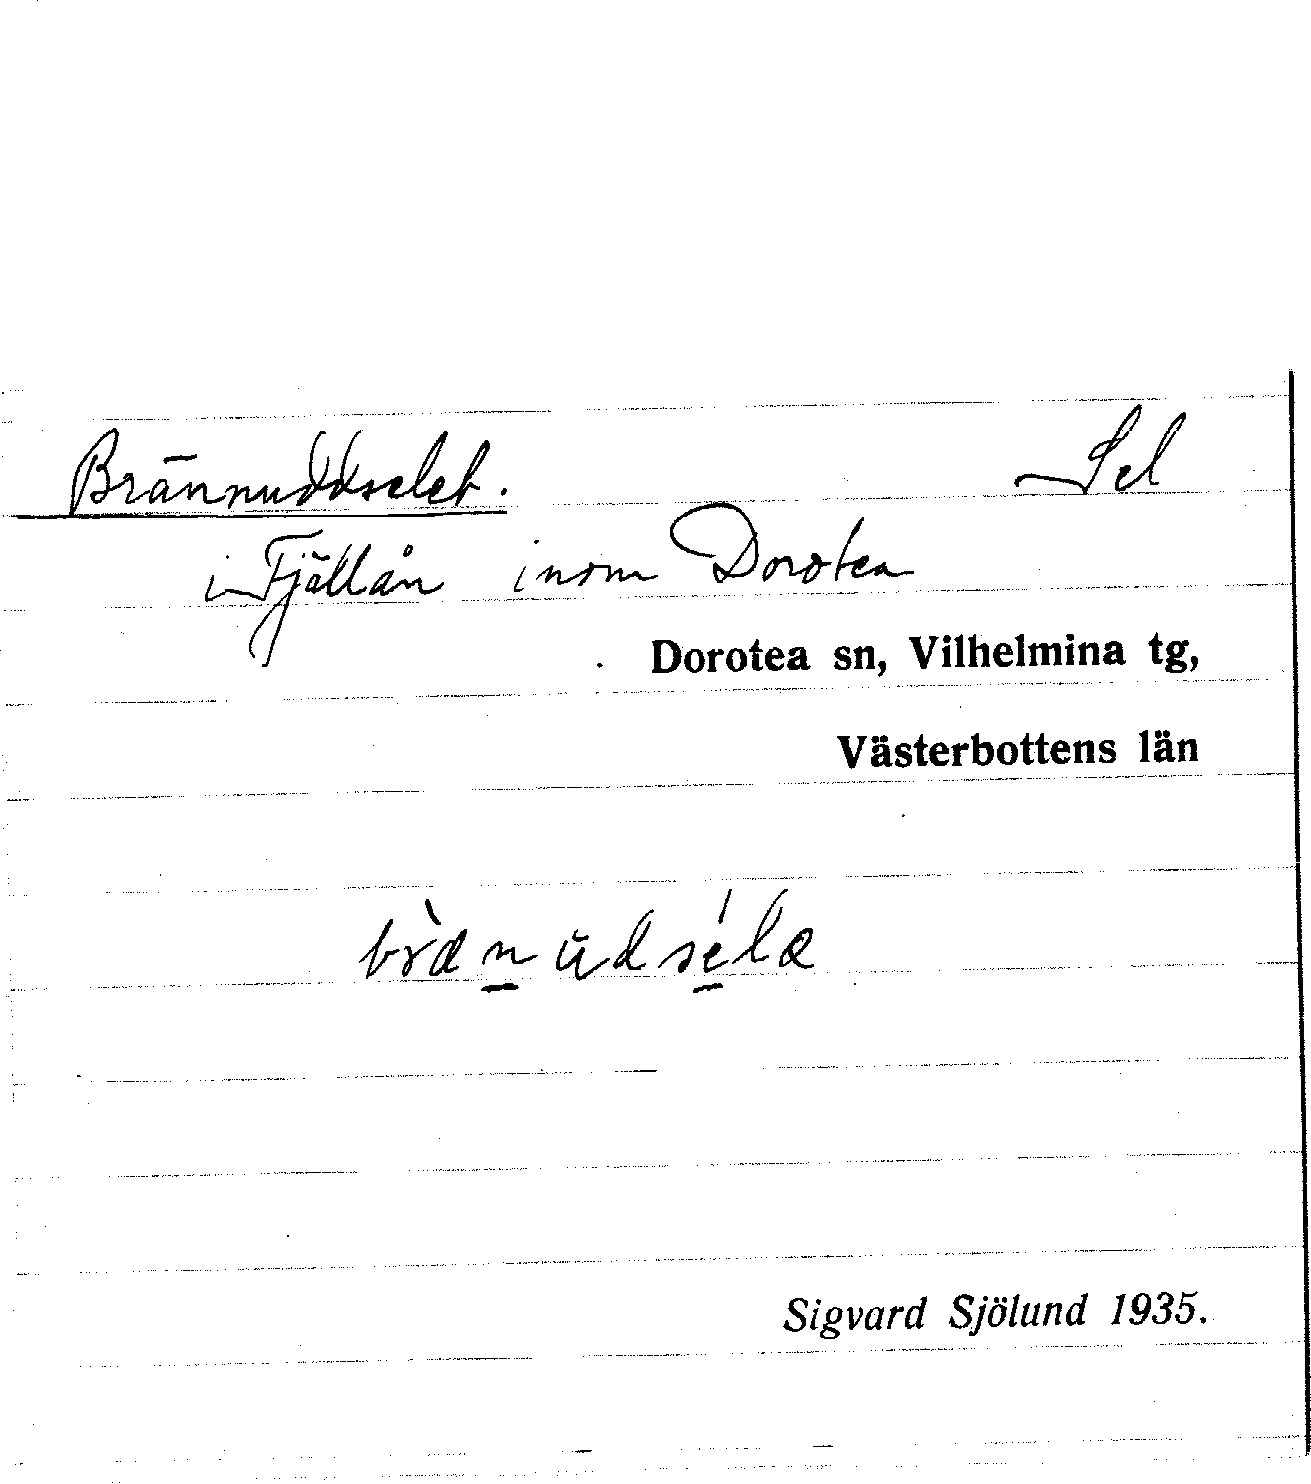 Brännuddselet. Sel
i Fjällån inom Dorotea
Dorotea sn, Vilhelmina tg,
Västerbottens län
Sigvard Sjölund 1935.